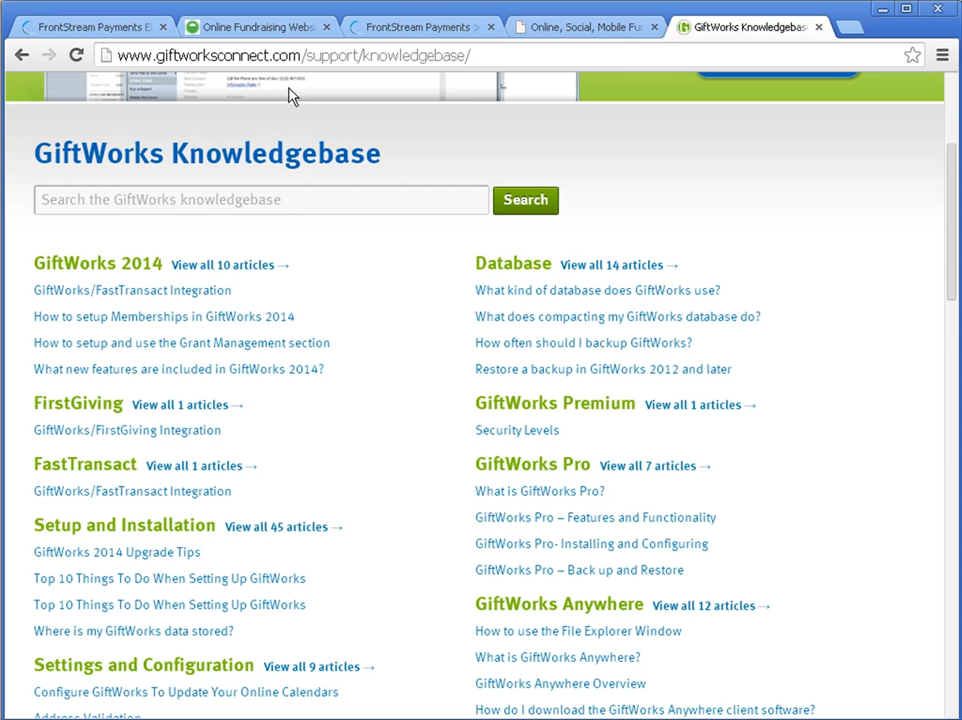 FrontStream Payments E
Online Fundraising Webs
FrontStream Payments >
Online, Social, Mobile Fu
GiftWorks Knowledgebase
www.giftworksconnect.com/support/knowledgebase/
GiftWorks Knowledgebase
Search the GiftWorks knowledgebase
Search
GiftWorks 2014 View all 10 articles →
GiftWorks/FastTransact Integration
How to setup Memberships in GiftWorks 2014
How to setup and use the Grant Management section
What new features are included in GiftWorks 2014?
FirstGiving View all 1 articles →
GiftWorks/FirstGiving Integration
FastTransact View all 1 articles →
GiftWorks/FastTransact Integration
Setup and Installation View all 45 articles →
GiftWorks 2014 Upgrade Tips
Top 10 Things To Do When Setting Up GiftWorks
Top 10 Things To Do When Setting Up GiftWorks
Where is my GiftWorks data stored?
Settings and Configuration View all 9 articles →
Configure GiftWorks To Update Your Online Calendars
Address Validation
Database View all 14 articles →
What kind of database does GiftWorks use?
What does compacting my GiftWorks database do?
How often should I backup GiftWorks?
Restore a backup in GiftWorks 2012 and later
GiftWorks Premium View all 1 articles →
Security Levels
GiftWorks Pro View all 7 articles →
What is GiftWorks Pro?
GiftWorks Pro – Features and Functionality
GiftWorks Pro- Installing and Configuring
GiftWorks Pro – Back up and Restore
GiftWorks Anywhere View all 12 articles →
How to use the File Explorer Window
What is GiftWorks Anywhere?
GiftWorks Anywhere Overview
How do I download the GiftWorks Anywhere client software?